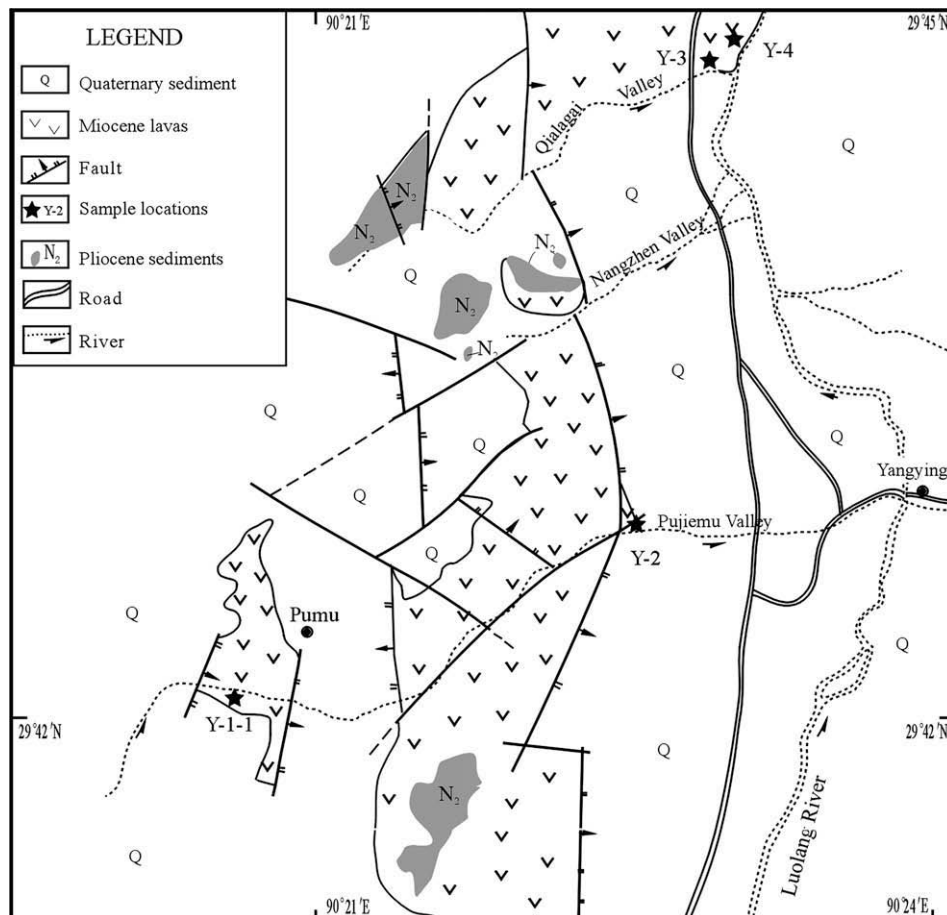 90°21′E
29°45′N
LEGEND
Q Quaternary sediment
Miocene lavas
Fault
Y-2 Sample locations
N₂ Pliocene sediments
Road
River
Y-3
Y-4
Qialagai
Valley
Q
N₂
N₂
N₂
Nangzhen Valley
Q
N₂
N₂
Q
Q
Q
Q
Yangying
Q
Pujiemu Valley
Q
Y-2
Q
Pumu
Q
Y-1-1
29°42′N
29°42′N
Q
N₂
Luolang River
Q
90°21′E
90°24′E